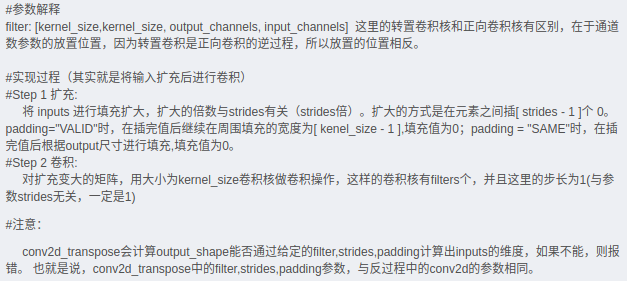 #参数解释
filter: [kernel_size,kernel_size, output_channels, input_channels]  这里的转置卷积核和正向卷积核有区别，在于通道
数参数的放置位置，因为转置卷积是正向卷积的逆过程，所以放置的位置相反。
#实现过程（其实就是将输入扩充后进行卷积）
#Step 1 扩充:
将 inputs 进行填充扩大，扩大的倍数与strides有关（strides倍）。扩大的方式是在元素之间插[ strides - 1 ]个 0。
padding="VALID"时，在插完值后继续在周围填充的宽度为[ kenel_size - 1 ],填充值为0；padding = "SAME"时，在插
完值后根据output尺寸进行填充,填充值为0。
#Step 2 卷积:
对扩充变大的矩阵，用大小为kernel_size卷积核做卷积操作，这样的卷积核有filters个，并且这里的步长为1(与参
数strides无关，一定是1)
#注意：
conv2d_transpose会计算output_shape能否通过给定的filter,strides,padding计算出inputs的维度，如果不能，则报
错。 也就是说，conv2d_transpose中的filter,strides,padding参数，与反过程中的conv2d的参数相同。